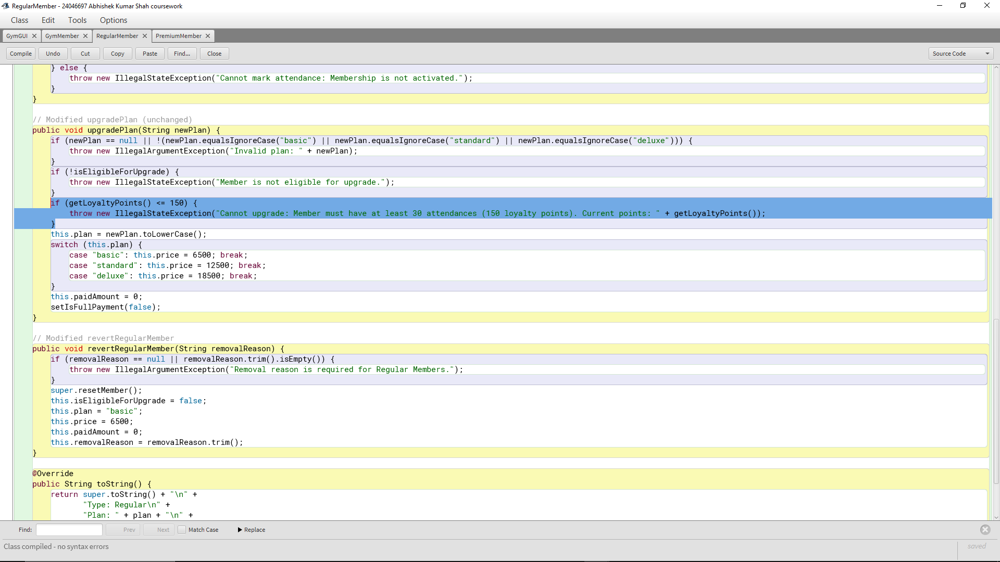 RegularMember - 24046697 Abhishek Kumar Shah coursework
Class Edit Tools Options
GymGUI GymMember RegularMember PremiumMember
Compile Undo Cut Copy Paste Find... Close Source Code
} else {
throw new IllegalStateException("Cannot mark attendance: Membership is not activated.");
}
}
// Modified upgradePlan (unchanged)
public void upgradePlan(String newPlan) {
if (newPlan == null || !(newPlan.equalsIgnoreCase("basic") || newPlan.equalsIgnoreCase("standard") || newPlan.equalsIgnoreCase("deluxe"))) {
throw new IllegalArgumentException("Invalid plan: " + newPlan);
}
if (!isEligibleForUpgrade) {
throw new IllegalStateException("Member is not eligible for upgrade.");
}
if (getLoyaltyPoints() <= 150) {
throw new IllegalStateException("Cannot upgrade: Member must have at least 30 attendances (150 loyalty points). Current points: " + getLoyaltyPoints());
}
this.plan = newPlan.toLowerCase();
switch (this.plan) {
case "basic": this.price = 6500; break;
case "standard": this.price = 12500; break;
case "deluxe": this.price = 18500; break;
}
this.paidAmount = 0;
setIsFullPayment(false);
}
// Modified revertRegularMember
public void revertRegularMember(String removalReason) {
if (removalReason == null || removalReason.trim().isEmpty()) {
throw new IllegalArgumentException("Removal reason is required for Regular Members.");
}
super.resetMember();
this.isEligibleForUpgrade = false;
this.plan = "basic";
this.price = 6500;
this.paidAmount = 0;
this.removalReason = removalReason.trim();
}
@Override
public String toString() {
return super.toString() + "\n" +
"Type: Regular\n" +
"Plan: " + plan + "\n" +
Find: Prev Next Match Case Replace
Class compiled - no syntax errors
saved